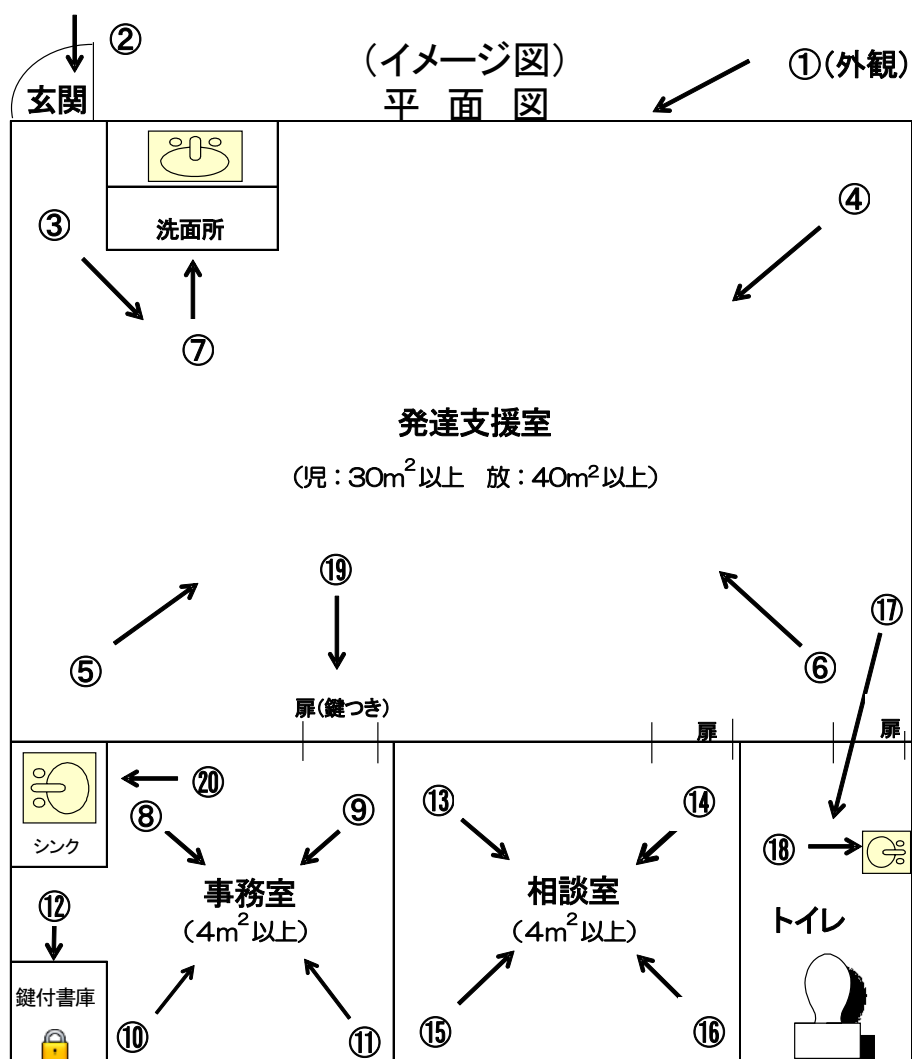 ②
(イメージ図)
①(外観)
玄関
平 面 図
③
洗面所
④
⑦
発達支援室
(児:30m²以上 放:40m²以上)
⑲
⑰
⑤
⑥
扉(鍵つき)
扉
扉
⑳
⑧
⑨
⑬
⑭
シンク
⑱
事務室
(4m²以上)
相談室
(4m²以上)
⑫
トイレ
鍵付書庫
⑩
⑪
⑮
⑯